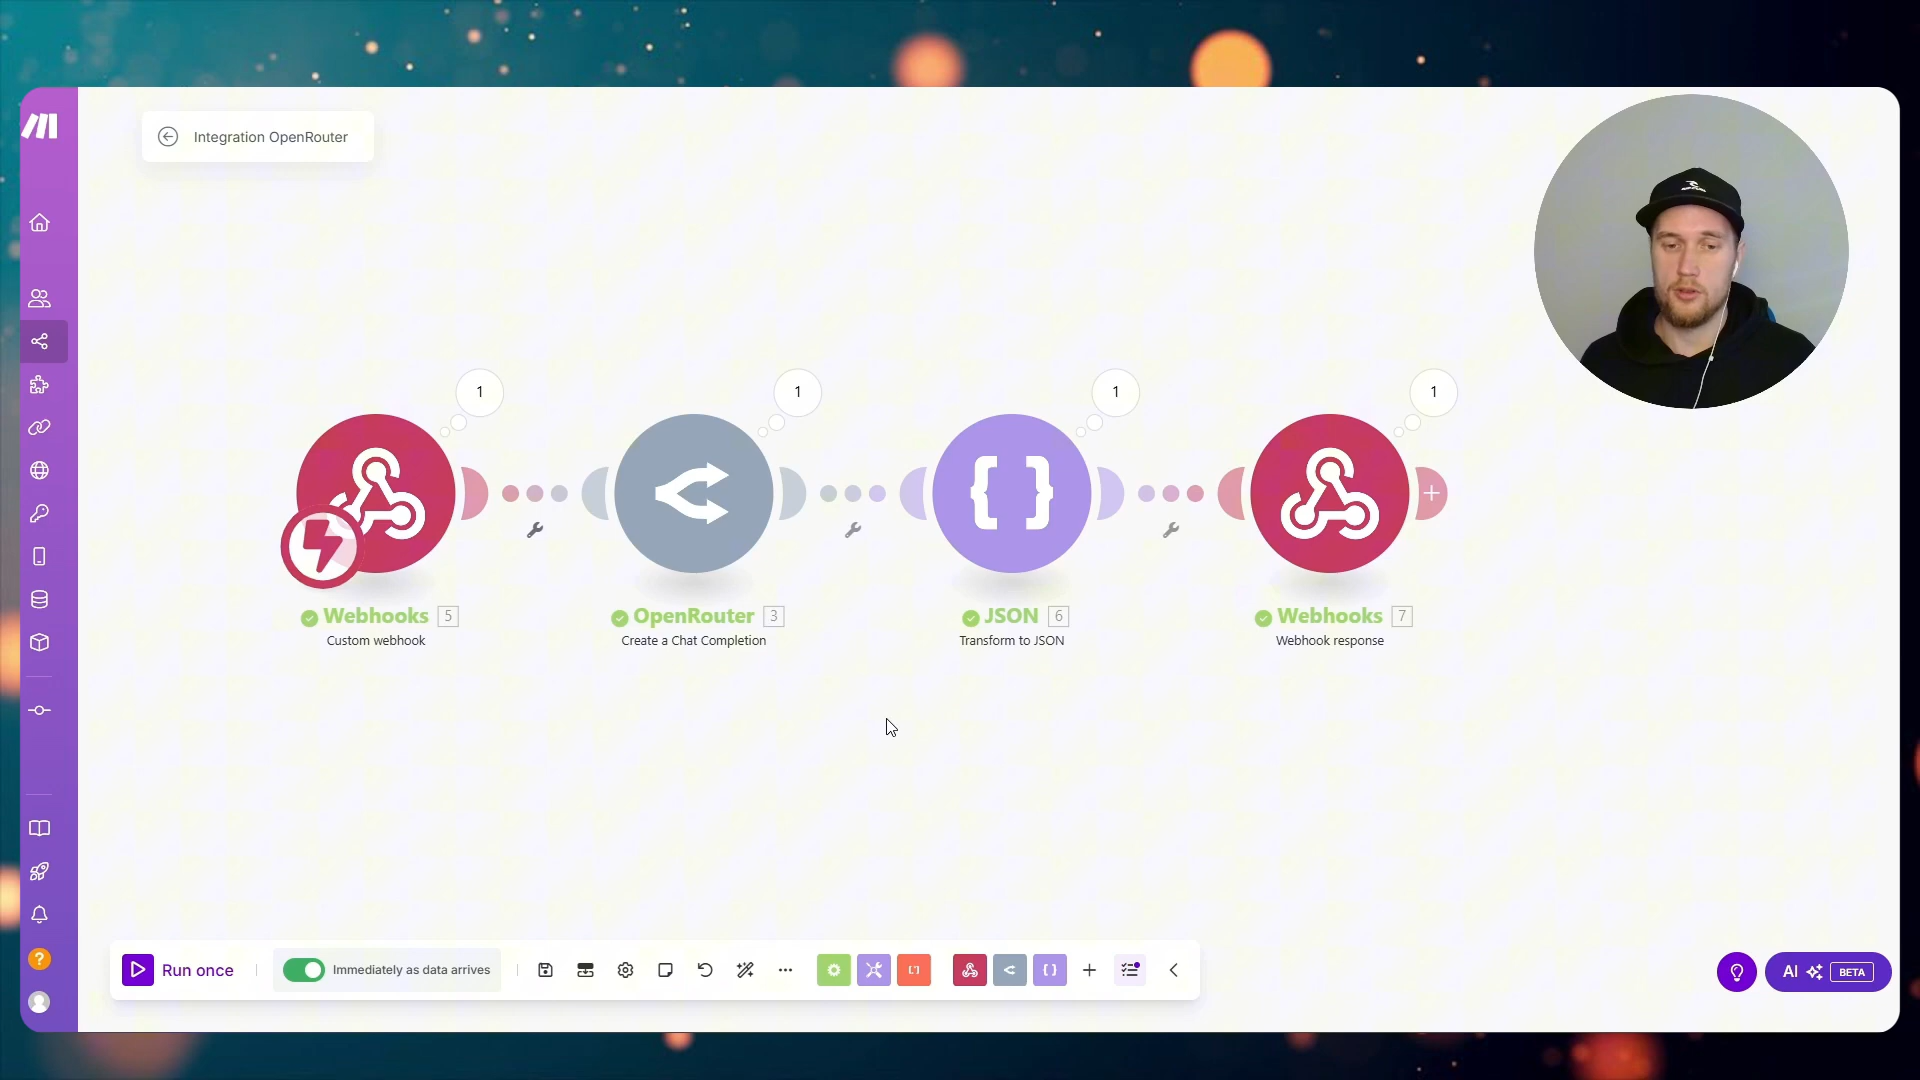 Integration OpenRouter
1
1
1
1
Webhooks 5
Custom webhook
OpenRouter 3
Create a Chat Completion
JSON 6
Transform to JSON
Webhooks 7
Webhook response
?
Run once
Immediately as data arrives
AI BETA